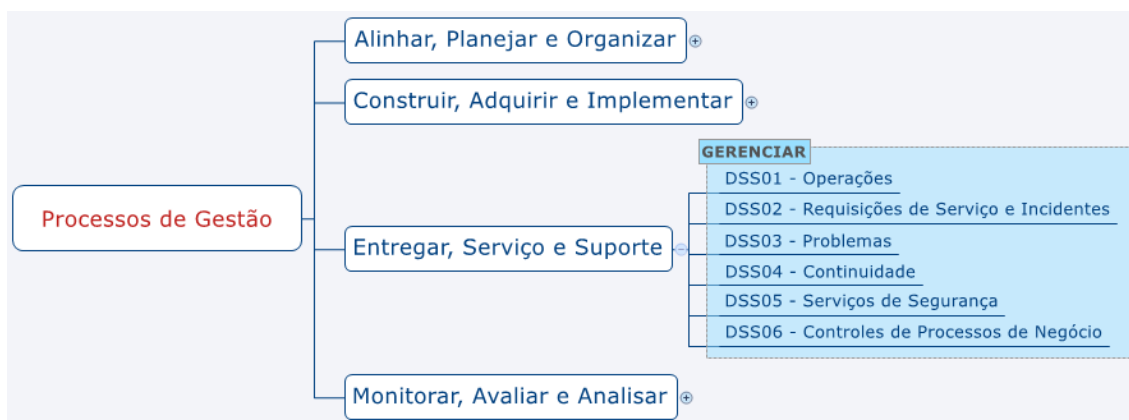 Processos de Gestão
Alinhar, Planejar e Organizar
Construir, Adquirir e Implementar
Entregar, Serviço e Suporte
GERENCIAR
DSS01 - Operações
DSS02 - Requisições de Serviço e Incidentes
DSS03 - Problemas
DSS04 - Continuidade
DSS05 - Serviços de Segurança
DSS06 - Controles de Processos de Negócio
Monitorar, Avaliar e Analisar